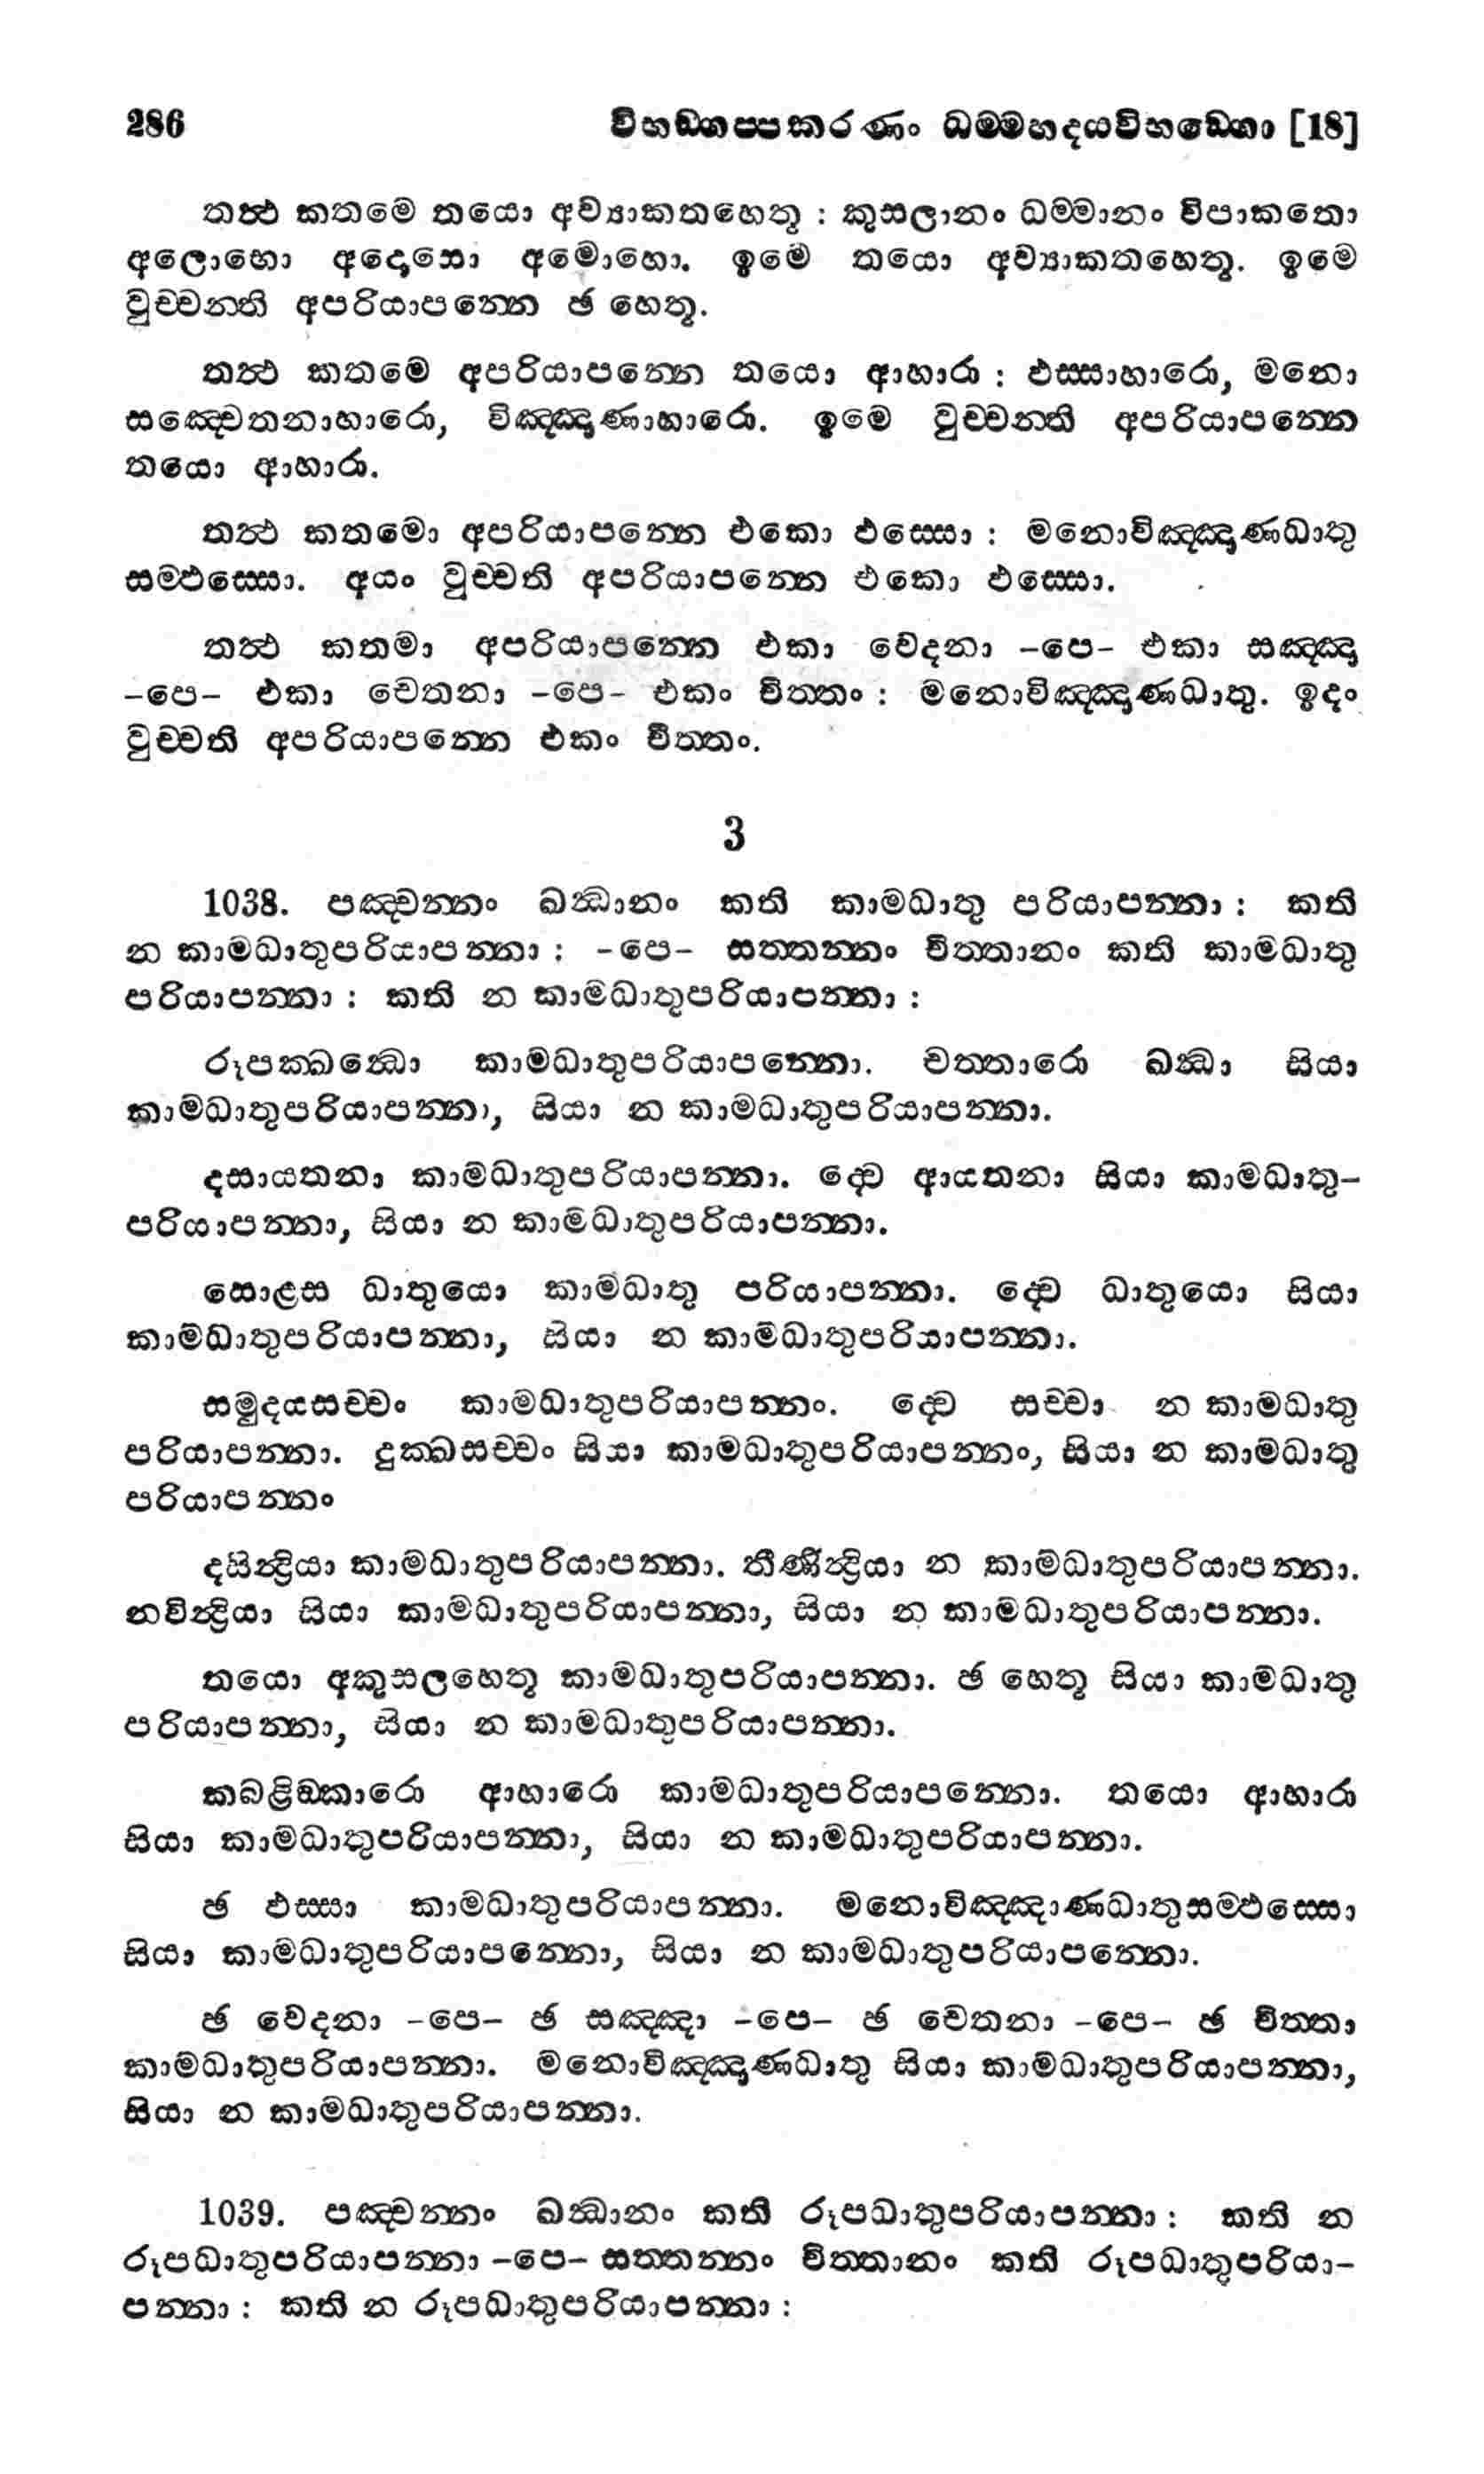 286 විභඞ්ගප්පකරණං ධම්මහදයවිභඞ්ගො [18]
තත්ථ කතමෙ තයො අව්‍යාකතහෙතූ : කුසලානං ධම්මානං විපාකතො
අලොභො අදොසො අමොහො. ඉමෙ තයො අව්‍යාකතහෙතූ. ඉමෙ
වුච්චන්ති අපරියාපන්නෙ ඡ හෙතූ.
තත්ථ කතමෙ අපරියාපන්නෙ තයො ආහාරා : ඵස්සාහාරො, මනො
සඤ්චෙතනාහාරො, විඤ්ඤාණාහාරො. ඉමෙ වුච්චන්ති අපරියාපන්නෙ
තයො ආහාරා.
තත්ථ කතමො අපරියාපන්නෙ එකො ඵස්සො : මනොවිඤ්ඤාණධාතු
සම්ඵස්සො. අයං වුච්චති අපරියාපන්නෙ එකො ඵස්සො.
තත්ථ කතමා අපරියාපන්නෙ එකා වෙදනා -පෙ- එකා සඤ්ඤා
-පෙ- එකා චෙතනා -පෙ- එකං චිත්තං : මනොවිඤ්ඤාණධාතු. ඉදං
වුච්චති අපරියාපන්නෙ එකං චිත්තං.
3
1038. පඤ්චන්නං ඛන්ධානං කති කාමධාතු පරියාපන්නා : කති
න කාමධාතුපරියාපන්නා : -පෙ- සත්තන්නං චිත්තානං කති කාමධාතු
පරියාපන්නා : කති න කාමධාතුපරියාපන්නා :
රූපක්ඛන්ධො කාමධාතුපරියාපන්නො. චත්තාරො ඛන්ධා සියා
කාමධාතුපරියාපන්නා, සියා න කාමධාතුපරියාපන්නා.
දසායතනා කාමධාතුපරියාපන්නා. ද්වෙ ආයතනා සියා කාමධාතු-
පරියාපන්නා, සියා න කාමධාතුපරියාපන්නා.
සොළස ධාතුයො කාමධාතු පරියාපන්නා. ද්වෙ ධාතුයො සියා
කාමධාතුපරියාපන්නා, සියා න කාමධාතුපරියාපන්නා.
සමුදයසච්චං කාමධාතුපරියාපන්නං. ද්වෙ සච්චා න කාමධාතු
පරියාපන්නා. දුක්ඛසච්චං සියා කාමධාතුපරියාපන්නං, සියා න කාමධාතු
පරියාපන්නං
දසින්ද්‍රියා කාමධාතුපරියාපන්නා. තීණින්ද්‍රියා න කාමධාතුපරියාපන්නා.
නවින්ද්‍රියා සියා කාමධාතුපරියාපන්නා, සියා න කාමධාතුපරියාපන්නා.
තයො අකුසලහෙතූ කාමධාතුපරියාපන්නා. ඡ හෙතූ සියා කාමධාතු
පරියාපන්නා, සියා න කාමධාතුපරියාපන්නා.
කබළිඞ්කාරො ආහාරො කාමධාතුපරියාපන්නො. තයො ආහාරා
සියා කාමධාතුපරියාපන්නා, සියා න කාමධාතුපරියාපන්නා.
ඡ ඵස්සා කාමධාතුපරියාපන්නා. මනොවිඤ්ඤාණධාතුසම්ඵස්සො
සියා කාමධාතුපරියාපන්නො, සියා න කාමධාතුපරියාපන්නො.
ඡ වෙදනා -පෙ- ඡ සඤ්ඤා -පෙ- ඡ චෙතනා -පෙ- ඡ චිත්තා
කාමධාතුපරියාපන්නා. මනොවිඤ්ඤාණධාතු සියා කාමධාතුපරියාපන්නා,
සියා න කාමධාතුපරියාපන්නා.
1039. පඤ්චන්නං ඛන්ධානං කති රූපධාතුපරියාපන්නා : කති න
රූපධාතුපරියාපන්නා -පෙ- සත්තන්නං චිත්තානං කති රූපධාතුපරියා-
පන්නා : කති න රූපධාතුපරියාපන්නා :